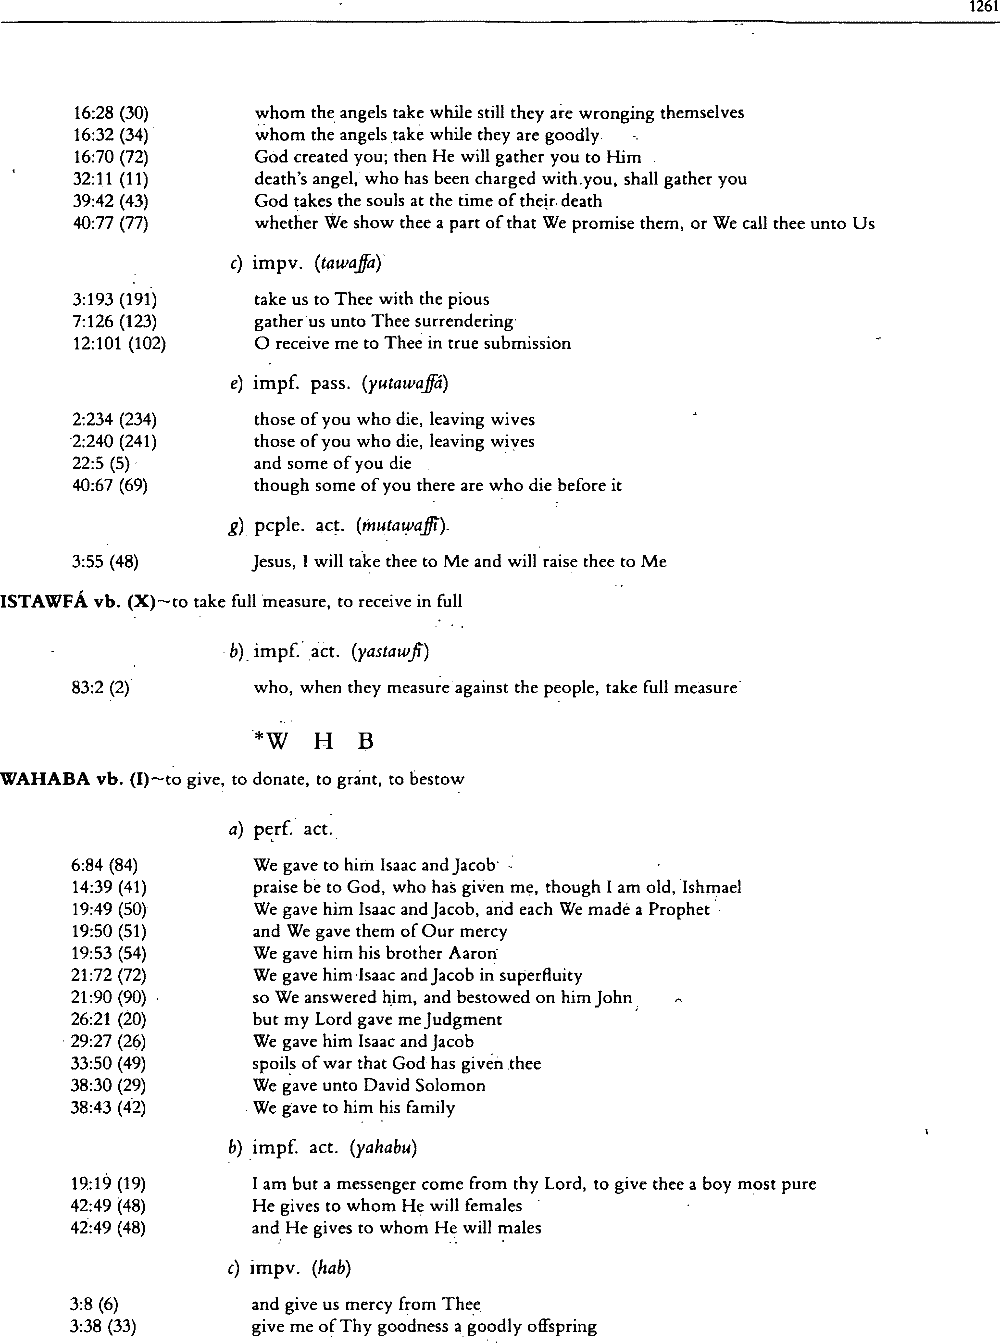 1261
16:28 (30) whom the angels take while still they are wronging themselves
16:32 (34) whom the angels take while they are goodly
16:70 (72) God created you; then He will gather you to Him
32:11 (11) death's angel, who has been charged with you, shall gather you
39:42 (43) God takes the souls at the time of their death
40:77 (77) whether We show thee a part of that We promise them, or We call thee unto Us
c) impv. (tawaffa)
3:193 (191) take us to Thee with the pious
7:126 (123) gather us unto Thee surrendering
12:101 (102) O receive me to Thee in true submission
e) impf. pass. (yutawaffá)
2:234 (234) those of you who die, leaving wives
2:240 (241) those of you who die, leaving wives
22:5 (5) and some of you die
40:67 (69) though some of you there are who die before it
g) pcple. act. (mutawaffī)
3:55 (48) Jesus, I will take thee to Me and will raise thee to Me
ISTAWFÁ vb. (X)~to take full measure, to receive in full
b) impf. act. (yastawfī)
83:2 (2) who, when they measure against the people, take full measure
*W H B
WAHABA vb. (I)~to give, to donate, to grant, to bestow
a) perf. act.
6:84 (84) We gave to him Isaac and Jacob
14:39 (41) praise be to God, who has given me, though I am old, Ishmael
19:49 (50) We gave him Isaac and Jacob, and each We made a Prophet
19:50 (51) and We gave them of Our mercy
19:53 (54) We gave him his brother Aaron
21:72 (72) We gave him Isaac and Jacob in superfluity
21:90 (90) so We answered him, and bestowed on him John
26:21 (20) but my Lord gave me Judgment
29:27 (26) We gave him Isaac and Jacob
33:50 (49) spoils of war that God has given thee
38:30 (29) We gave unto David Solomon
38:43 (42) We gave to him his family
b) impf. act. (yahabu)
19:19 (19) I am but a messenger come from thy Lord, to give thee a boy most pure
42:49 (48) He gives to whom He will females
42:49 (48) and He gives to whom He will males
c) impv. (hab)
3:8 (6) and give us mercy from Thee
3:38 (33) give me of Thy goodness a goodly offspring